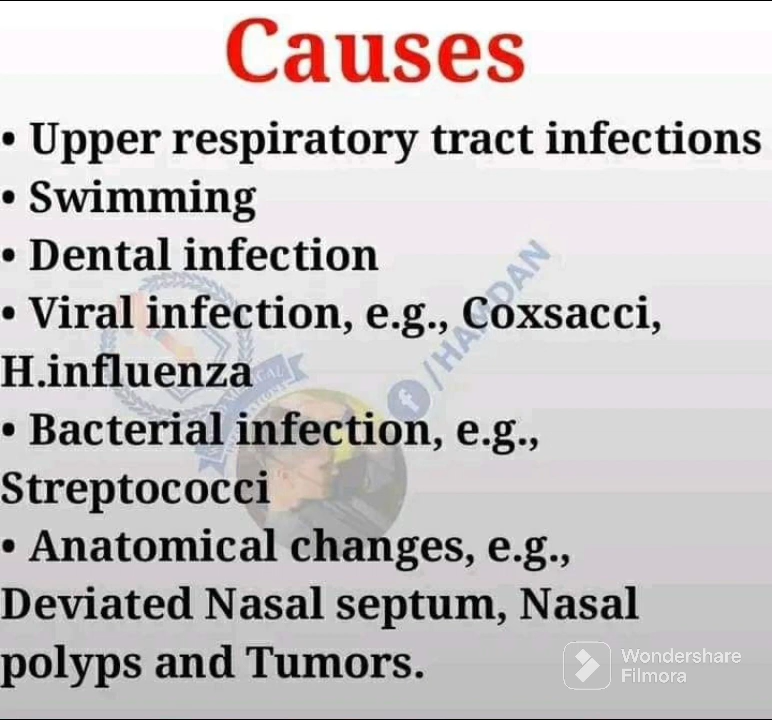 Causes
• Upper respiratory tract infections
• Swimming
• Dental infection
• Viral infection, e.g., Coxsacci,
H.influenza
• Bacterial infection, e.g.,
Streptococci
• Anatomical changes, e.g.,
Deviated Nasal septum, Nasal
polyps and Tumors.
f/HAMDAN
Wondershare
Filmora